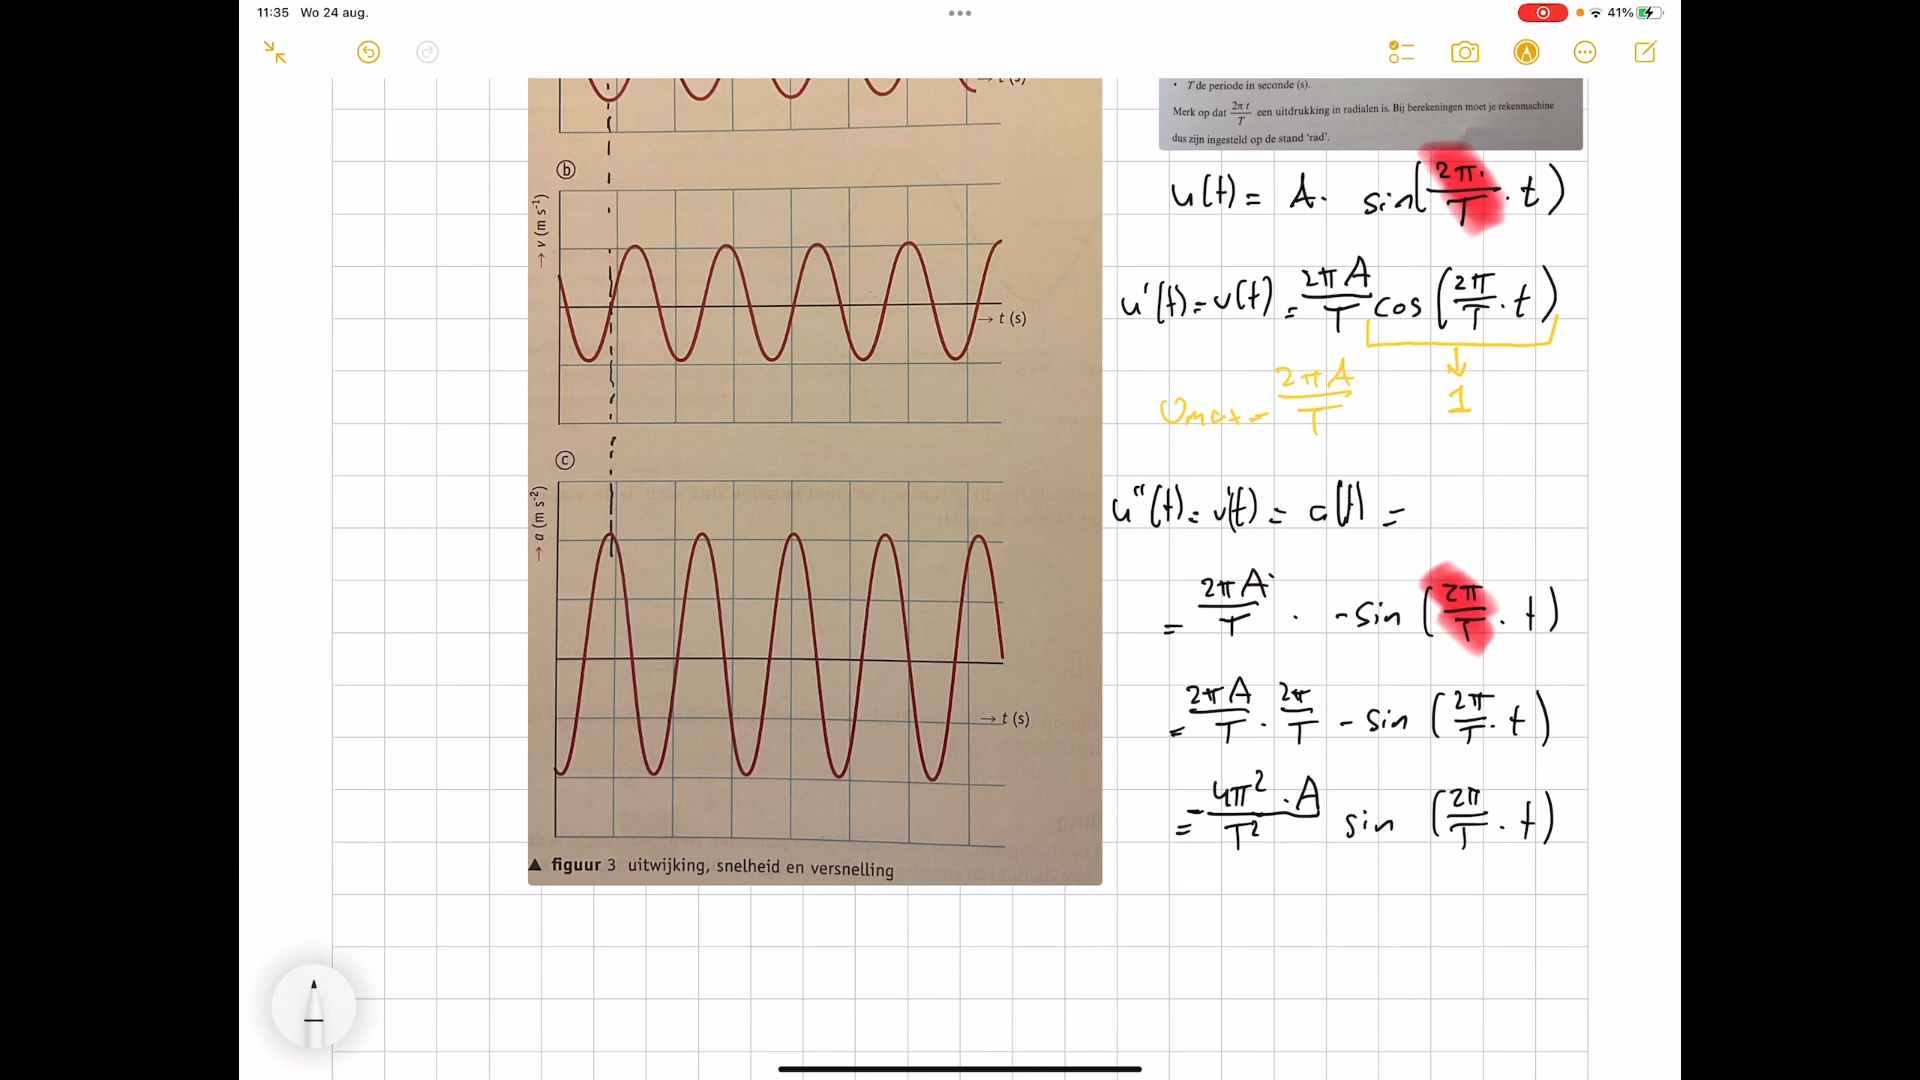 11:35 Wo 24 aug.
41%
→ t (s)
ⓑ
→ v (m s⁻¹)
→ t (s)
ⓒ
→ a (m s⁻²)
→ t (s)
▲ figuur 3 uitwijking, snelheid en versnelling
• T de periode in seconde (s).
Merk op dat 2π t / T een uitdrukking in radialen is. Bij berekeningen moet je rekenmachine
dus zijn ingesteld op de stand ‘rad’.
u(t) = A · sin(2π/T · t)
u'(t) = v(t) = 2πA/T cos(2π/T · t)
vmax = 2πA/T
↓
1
u"(t) = v'(t) = a(t) =
= 2πA/T · -sin(2π/T · t)
= 2πA/T · 2π/T - sin(2π/T · t)
= -4π² · A/T² sin(2π/T · t)